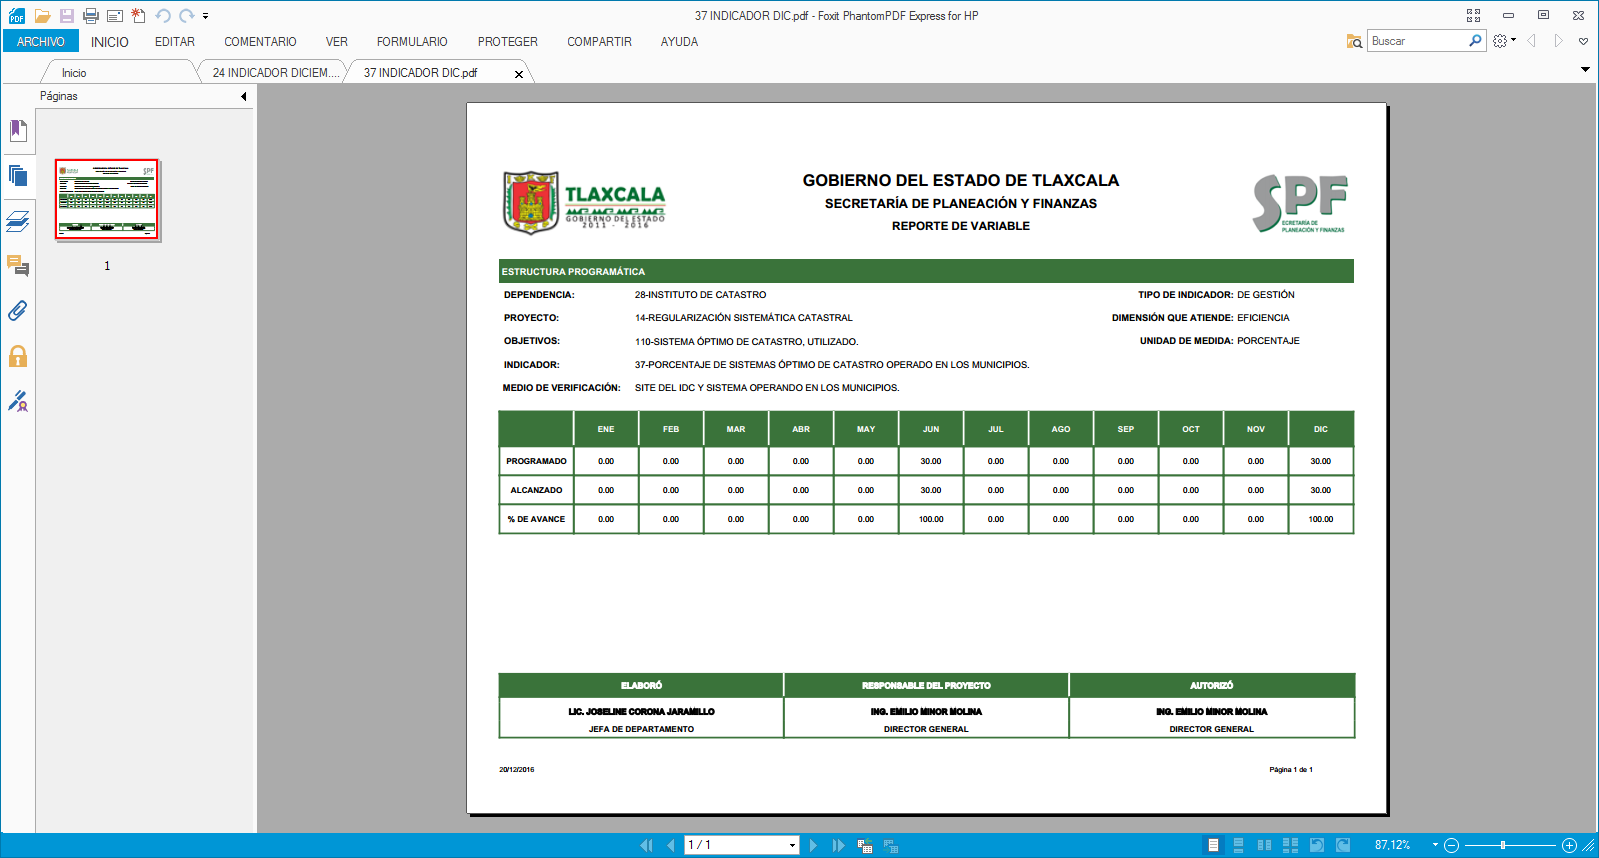 37 INDICADOR DIC.pdf - Foxit PhantomPDF Express for HP
ARCHIVO INICIO EDITAR COMENTARIO VER FORMULARIO PROTEGER COMPARTIR AYUDA
Buscar
Inicio
24 INDICADOR DICIEM....
37 INDICADOR DIC.pdf
Páginas
1
TLAXCALA
GOBIERNO DEL ESTADO
2011 - 2016
GOBIERNO DEL ESTADO DE TLAXCALA
SECRETARÍA DE PLANEACIÓN Y FINANZAS
REPORTE DE VARIABLE
SPF
SECRETARÍA DE
PLANEACIÓN Y FINANZAS
ESTRUCTURA PROGRAMÁTICA
DEPENDENCIA: 28-INSTITUTO DE CATASTRO TIPO DE INDICADOR: DE GESTIÓN
PROYECTO: 14-REGULARIZACIÓN SISTEMÁTICA CATASTRAL DIMENSIÓN QUE ATIENDE: EFICIENCIA
OBJETIVOS: 110-SISTEMA ÓPTIMO DE CATASTRO, UTILIZADO. UNIDAD DE MEDIDA: PORCENTAJE
INDICADOR: 37-PORCENTAJE DE SISTEMAS ÓPTIMO DE CATASTRO OPERADO EN LOS MUNICIPIOS.
MEDIO DE VERIFICACIÓN: SITE DEL IDC Y SISTEMA OPERANDO EN LOS MUNICIPIOS.
ENE FEB MAR ABR MAY JUN JUL AGO SEP OCT NOV DIC
PROGRAMADO 0.00 0.00 0.00 0.00 0.00 30.00 0.00 0.00 0.00 0.00 0.00 30.00
ALCANZADO 0.00 0.00 0.00 0.00 0.00 30.00 0.00 0.00 0.00 0.00 0.00 30.00
% DE AVANCE 0.00 0.00 0.00 0.00 0.00 100.00 0.00 0.00 0.00 0.00 0.00 100.00
ELABORÓ RESPONSABLE DEL PROYECTO AUTORIZÓ
LIC. JOSELINE CORONA JARAMILLO ING. EMILIO MINOR MOLINA ING. EMILIO MINOR MOLINA
JEFA DE DEPARTAMENTO DIRECTOR GENERAL DIRECTOR GENERAL
20/12/2016 Página 1 de 1
1 / 1
87,12%